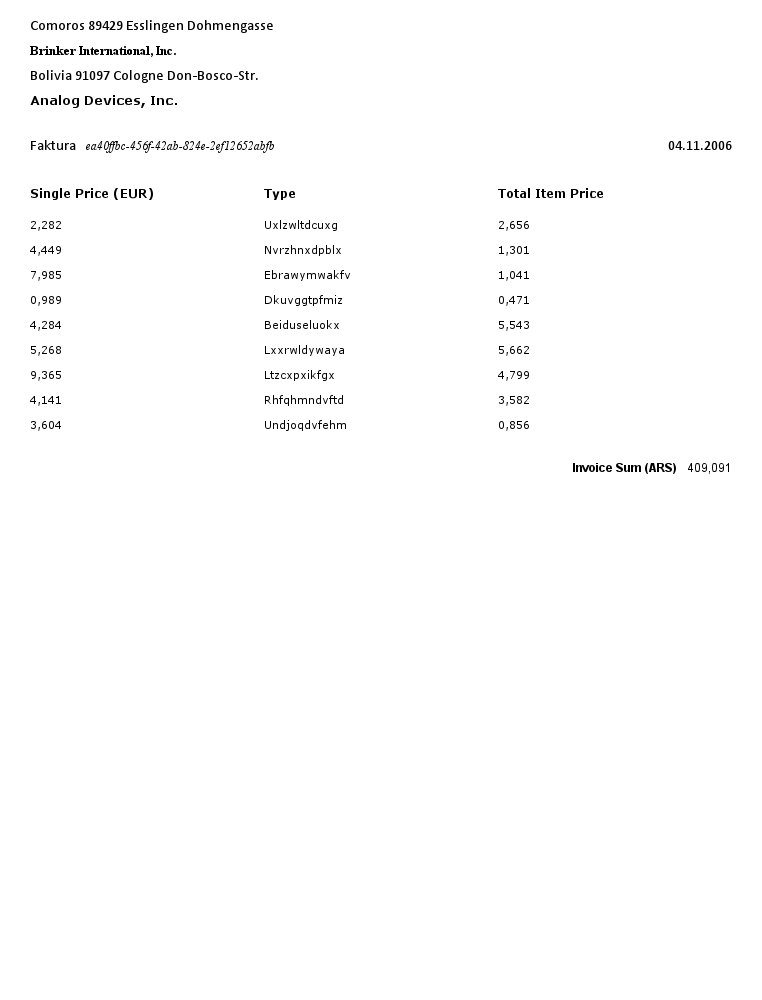 Comoros 89429 Esslingen Dohmengasse
Brinker International, Inc.
Bolivia 91097 Cologne Don-Bosco-Str.
Analog Devices, Inc.
Faktura ea40ffbc-456f-42ab-824e-2ef12652abfb 04.11.2006
Single Price (EUR) Type Total Item Price
2,282 Uxlzwltdcuxg 2,656
4,449 Nvrzhnxdpblx 1,301
7,985 Ebrawymwakfv 1,041
0,989 Dkuvggtpfmiz 0,471
4,284 Beiduseluokx 5,543
5,268 Lxxrwldywaya 5,662
9,365 Ltzcxpxikfgx 4,799
4,141 Rhfqhmndvftd 3,582
3,604 Undjoqdvfehm 0,856
Invoice Sum (ARS) 409,091